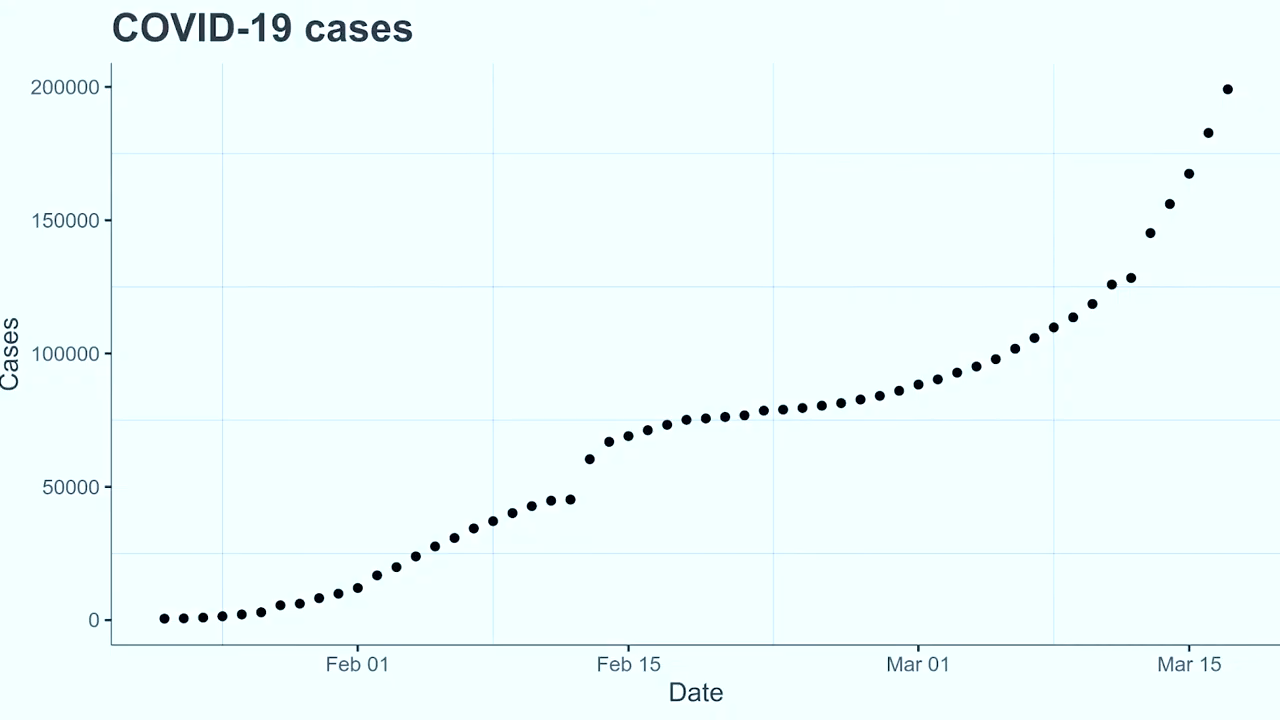 COVID-19 cases
200000
150000
100000
50000
0
Cases
Feb 01
Feb 15
Mar 01
Mar 15
Date